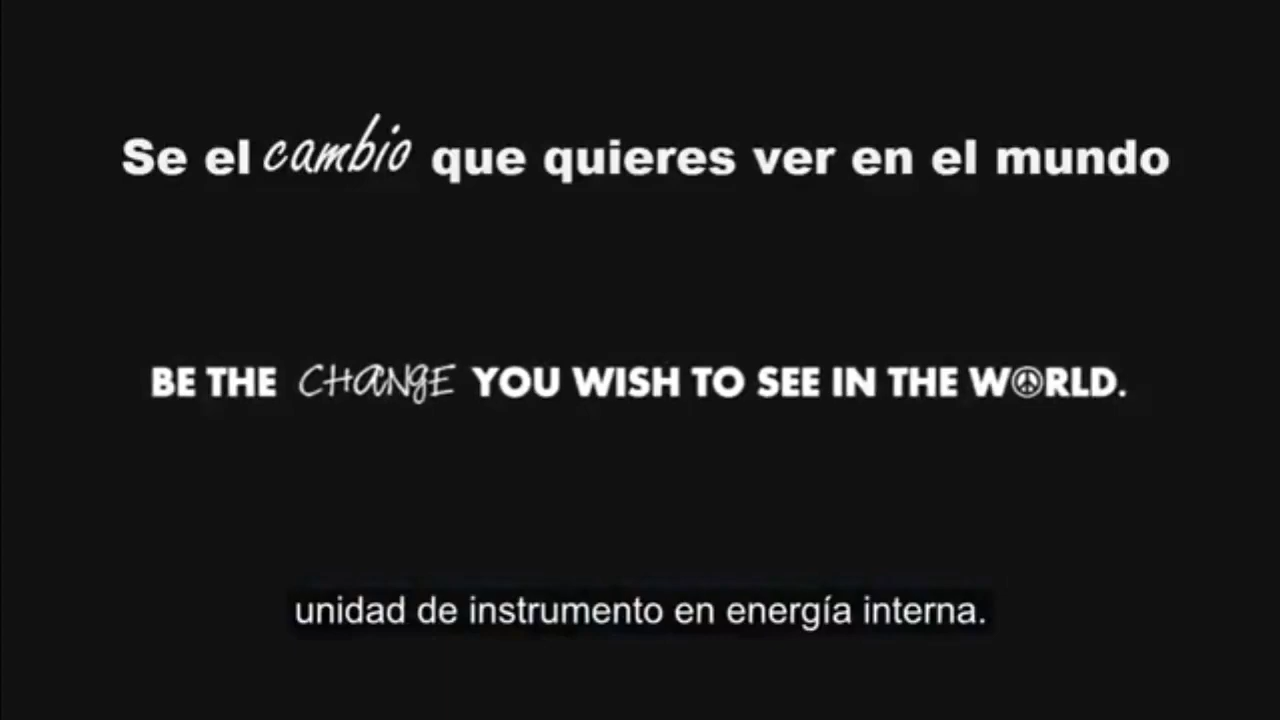 Se el cambio que quieres ver en el mundo
BE THE CHANGE YOU WISH TO SEE IN THE WORLD.
unidad de instrumento en energía interna.